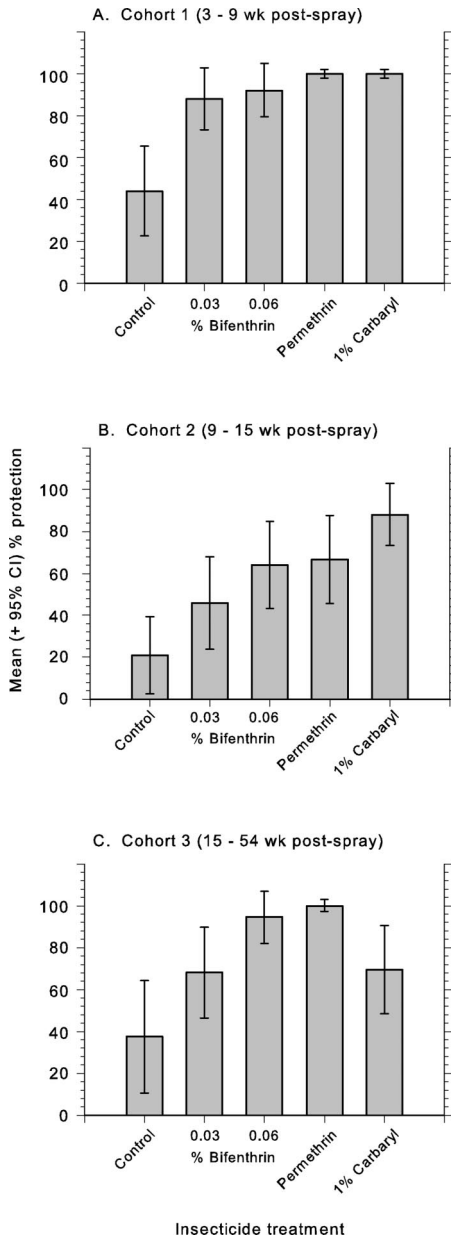 A. Cohort 1 (3 - 9 wk post-spray)
100
80
60
40
20
0
Control
0.03
0.06
% Bifenthrin
Permethrin
1% Carbaryl
B. Cohort 2 (9 - 15 wk post-spray)
Mean (+ 95% CI) % protection
100
80
60
40
20
0
Control
0.03
0.06
% Bifenthrin
Permethrin
1% Carbaryl
C. Cohort 3 (15 - 54 wk post-spray)
100
80
60
40
20
0
Control
0.03
0.06
% Bifenthrin
Permethrin
1% Carbaryl
Insecticide treatment